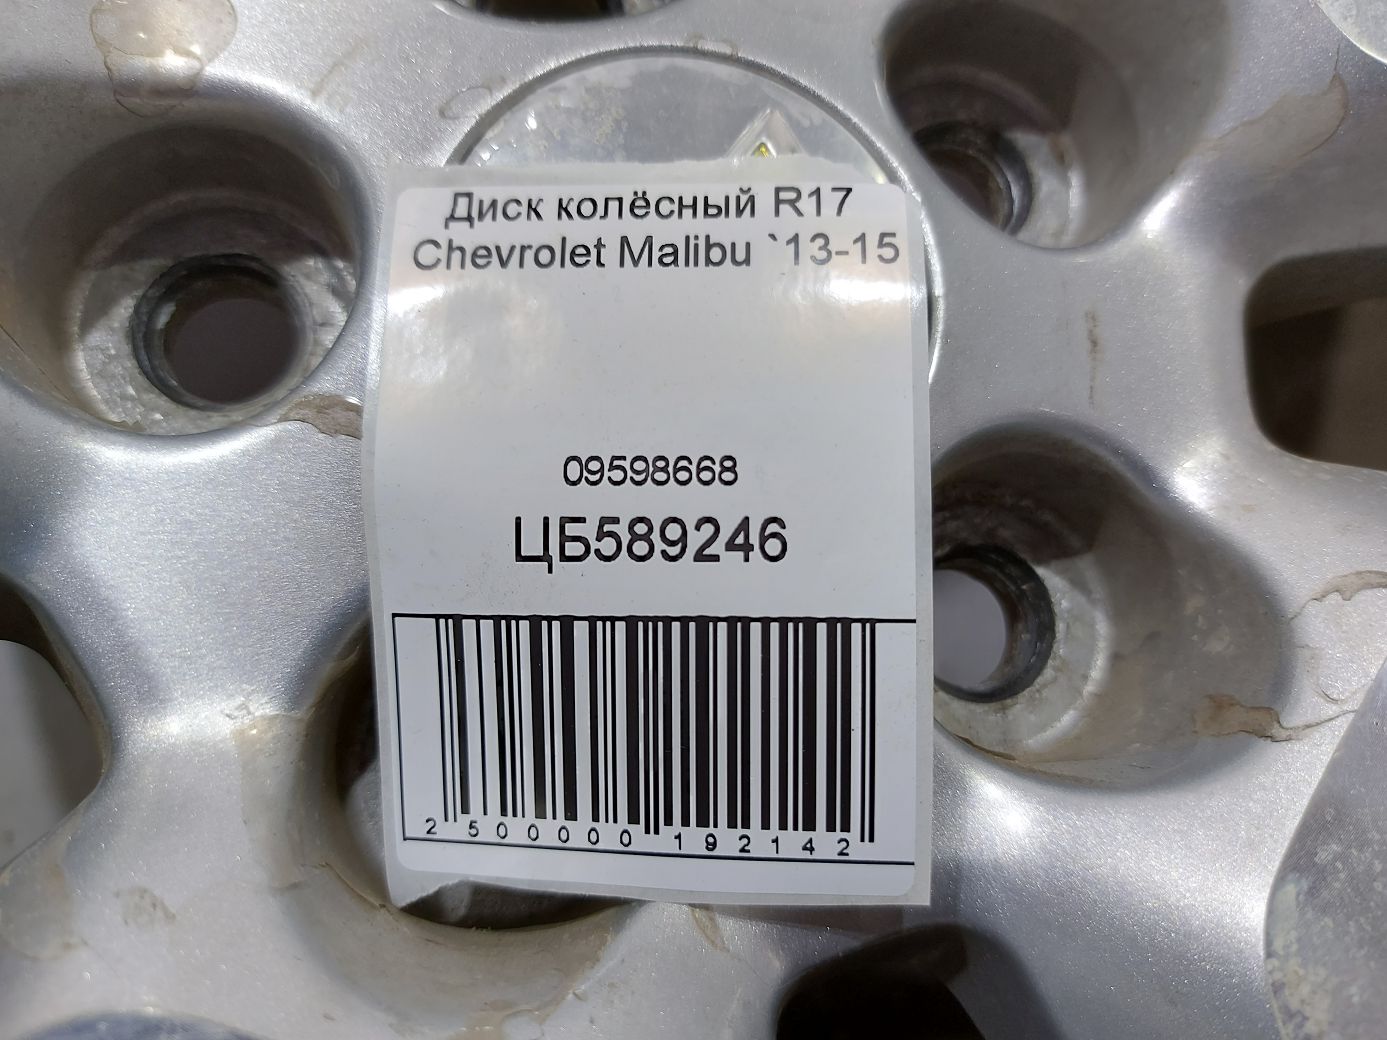 Диск колёсный R17
Chevrolet Malibu `13-15
09598668
ЦБ589246
2 500000 192142